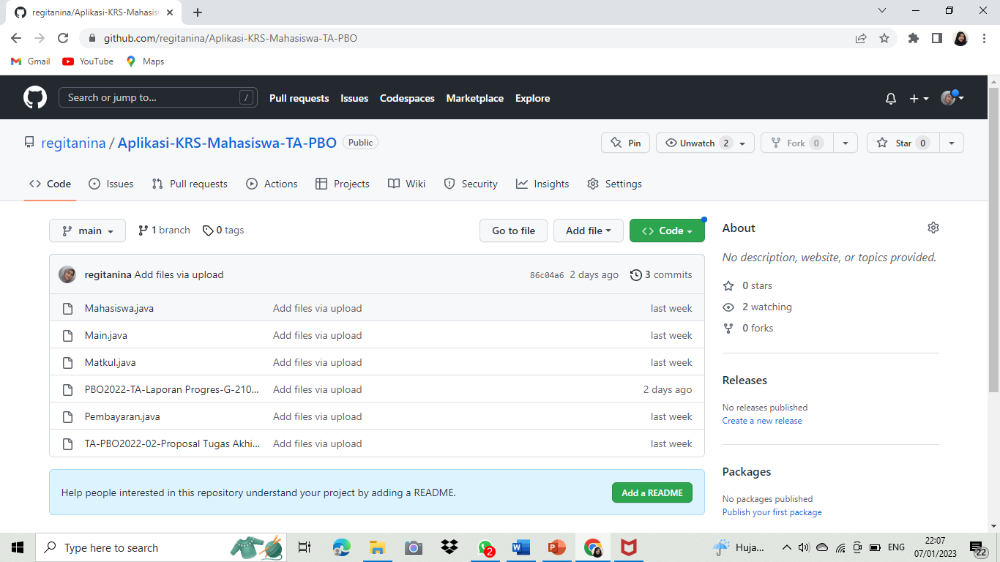 regitanina/Aplikasi-KRS-Mahasis
github.com/regitanina/Aplikasi-KRS-Mahasiswa-TA-PBO
Gmail YouTube Maps
Search or jump to... / Pull requests Issues Codespaces Marketplace Explore
regitanina / Aplikasi-KRS-Mahasiswa-TA-PBO Public Pin Unwatch 2 Fork 0 Star 0
Code Issues Pull requests Actions Projects Wiki Security Insights Settings
main 1 branch 0 tags Go to file Add file Code
About
No description, website, or topics provided.
regitanina Add files via upload 86c04a6 2 days ago 3 commits
0 stars
Mahasiswa.java Add files via upload last week
2 watching
Main.java Add files via upload last week
0 forks
Matkul.java Add files via upload last week
Releases
PBO2022-TA-Laporan Progres-G-210... Add files via upload 2 days ago
No releases published
Pembayaran.java Add files via upload last week
Create a new release
TA-PBO2022-02-Proposal Tugas Akhi... Add files via upload last week
Packages
Help people interested in this repository understand your project by adding a README. Add a README
No packages published
Publish your first package
Type here to search 2 Huja... ENG 22:07
07/01/2023 22